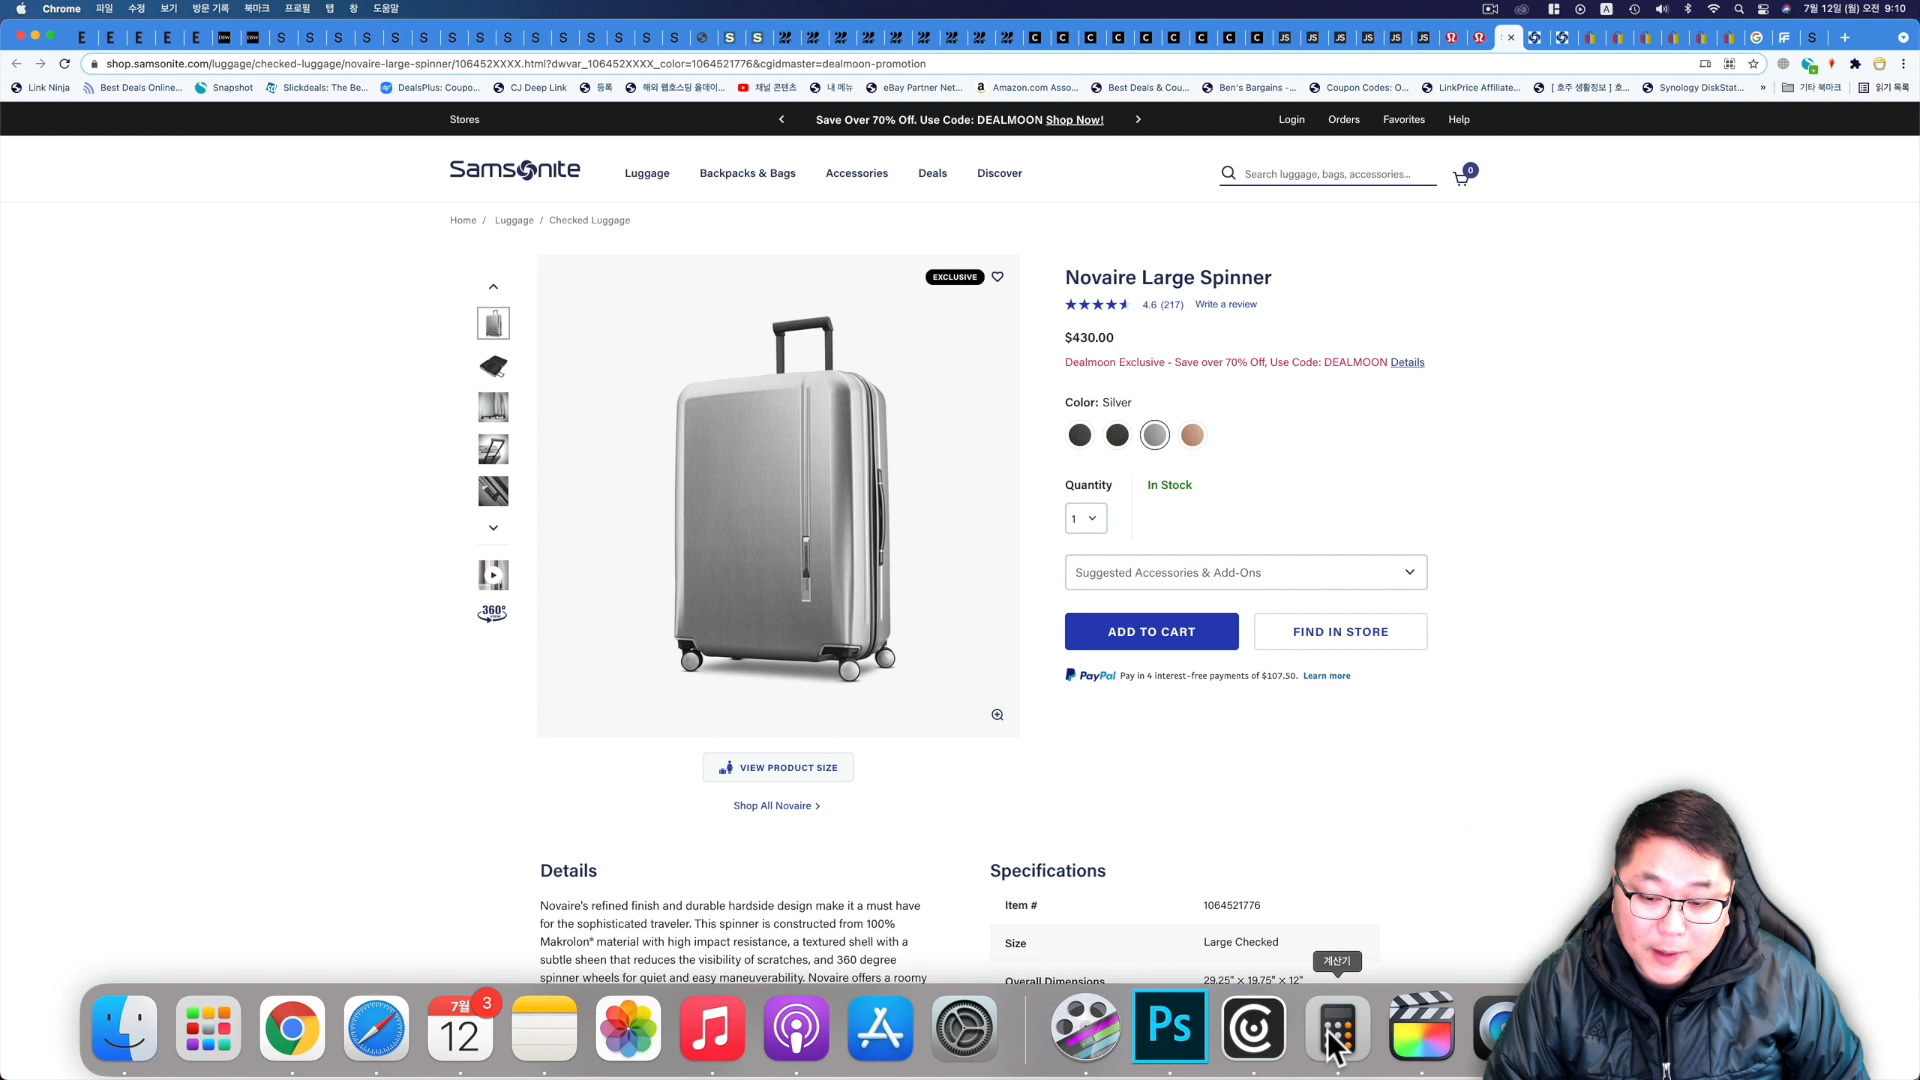 Chrome 파일 수정 보기 방문 기록 북마크 프로필 탭 창 도움말 7월 12일 (월) 오전 9:10
shop.samsonite.com/luggage/checked-luggage/novaire-large-spinner/106452XXXX.html?dwvar_106452XXXX_color=1064521776&cgidmaster=dealmoon-promotion
Link Ninja Best Deals Online... Snapshot Slickdeals: The Be... DealsPlus: Coupo... CJ Deep Link 등록 해외 웹호스팅 올데이... 채널 콘텐츠 내 메뉴 eBay Partner Net... Amazon.com Asso... Best Deals & Cou... Ben's Bargains -... Coupon Codes: O... LinkPrice Affiliate... [ 호주 생활정보 ] 호... Synology DiskStat... » 기타 북마크 읽기 목록
Stores Save Over 70% Off. Use Code: DEALMOON Shop Now! Login Orders Favorites Help
Samsonite Luggage Backpacks & Bags Accessories Deals Discover Search luggage, bags, accessories... 0
Home / Luggage / Checked Luggage
EXCLUSIVE
Novaire Large Spinner
4.6 (217) Write a review
$430.00
Dealmoon Exclusive - Save over 70% Off, Use Code: DEALMOON Details
Color: Silver
Quantity In Stock
1
Suggested Accessories & Add-Ons
ADD TO CART FIND IN STORE
PayPal Pay in 4 interest-free payments of $107.50. Learn more
360°
VIEW PRODUCT SIZE
Shop All Novaire >
Details
Novaire's refined finish and durable hardside design make it a must have
for the sophisticated traveler. This spinner is constructed from 100%
Makrolon® material with high impact resistance, a textured shell with a
subtle sheen that reduces the visibility of scratches, and 360 degree
spinner wheels for quiet and easy maneuverability. Novaire offers a roomy
Specifications
Item # 1064521776
Size Large Checked
Overall Dimensions 29.25" × 19.75" × 12"
계산기
7월 3
12
Ps